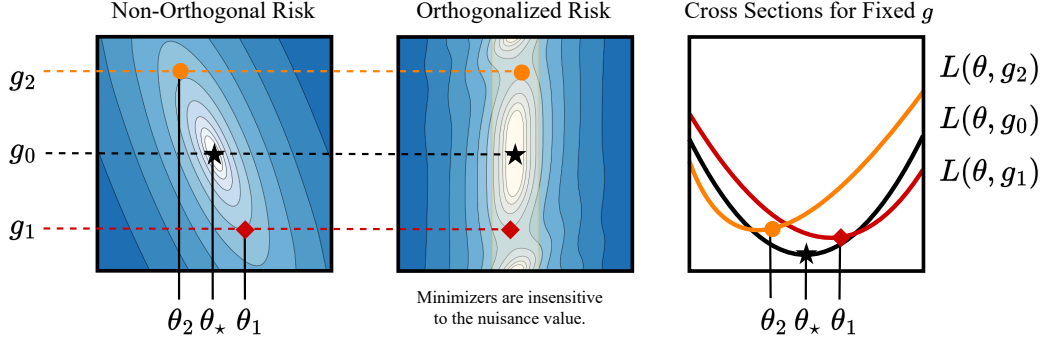 Non-Orthogonal Risk
Orthogonalized Risk
Cross Sections for Fixed g
g₂
g₀
g₁
L(θ, g₂)
L(θ, g₀)
L(θ, g₁)
θ₂ θ⋆ θ₁
Minimizers are insensitive
to the nuisance value.
θ₂ θ⋆ θ₁